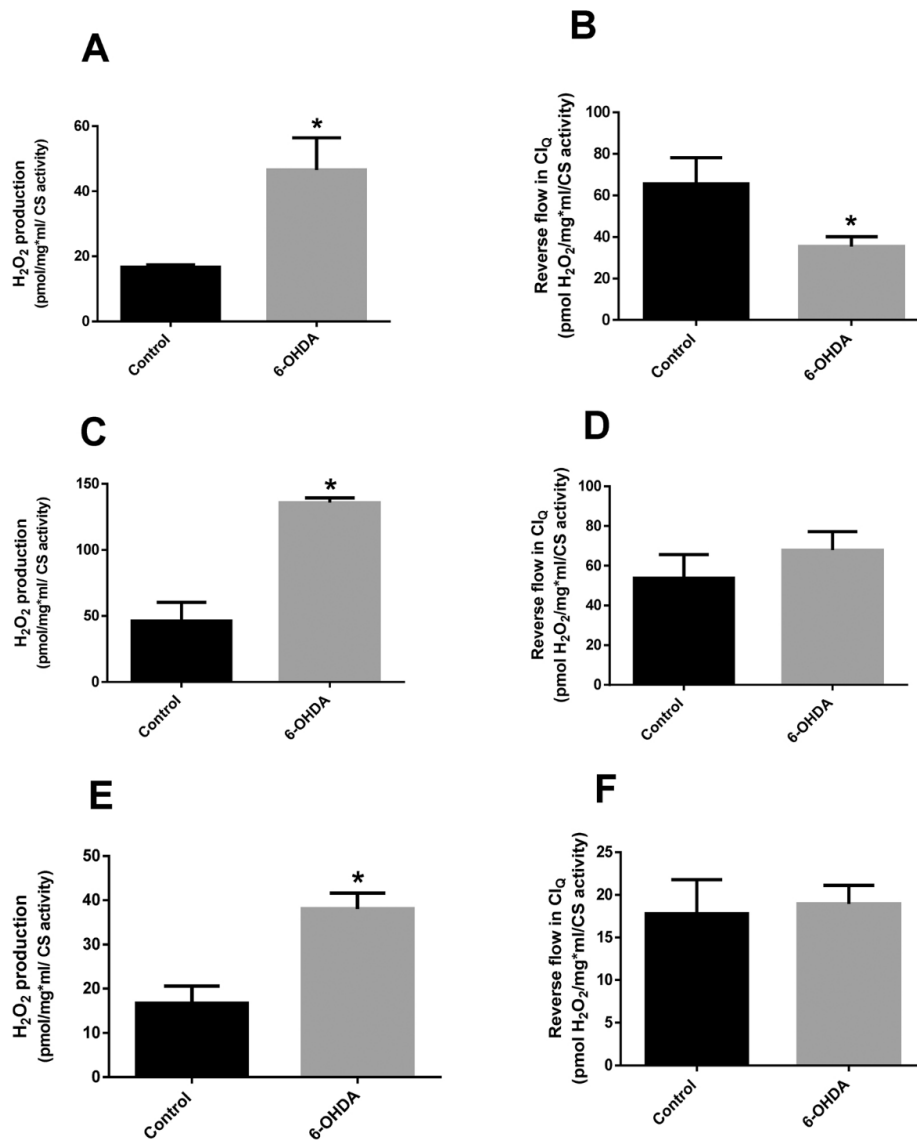 A
H₂O₂ production
(pmol/mg*ml/ CS activity)
60
40
20
0
*
Control
6-OHDA
B
Reverse flow in CI_Q
(pmol H₂O₂/mg*ml/CS activity)
100
80
60
40
20
0
*
Control
6-OHDA
C
H₂O₂ production
(pmol/mg*ml/ CS activity)
150
100
50
0
*
Control
6-OHDA
D
Reverse flow in CI_Q
(pmol H₂O₂/mg*ml/CS activity)
100
80
60
40
20
0
Control
6-OHDA
E
H₂O₂ production
(pmol/mg*ml/ CS activity)
50
40
30
20
10
0
*
Control
6-OHDA
F
Reverse flow in CI_Q
(pmol H₂O₂/mg*ml/CS activity)
25
20
15
10
5
0
Control
6-OHDA